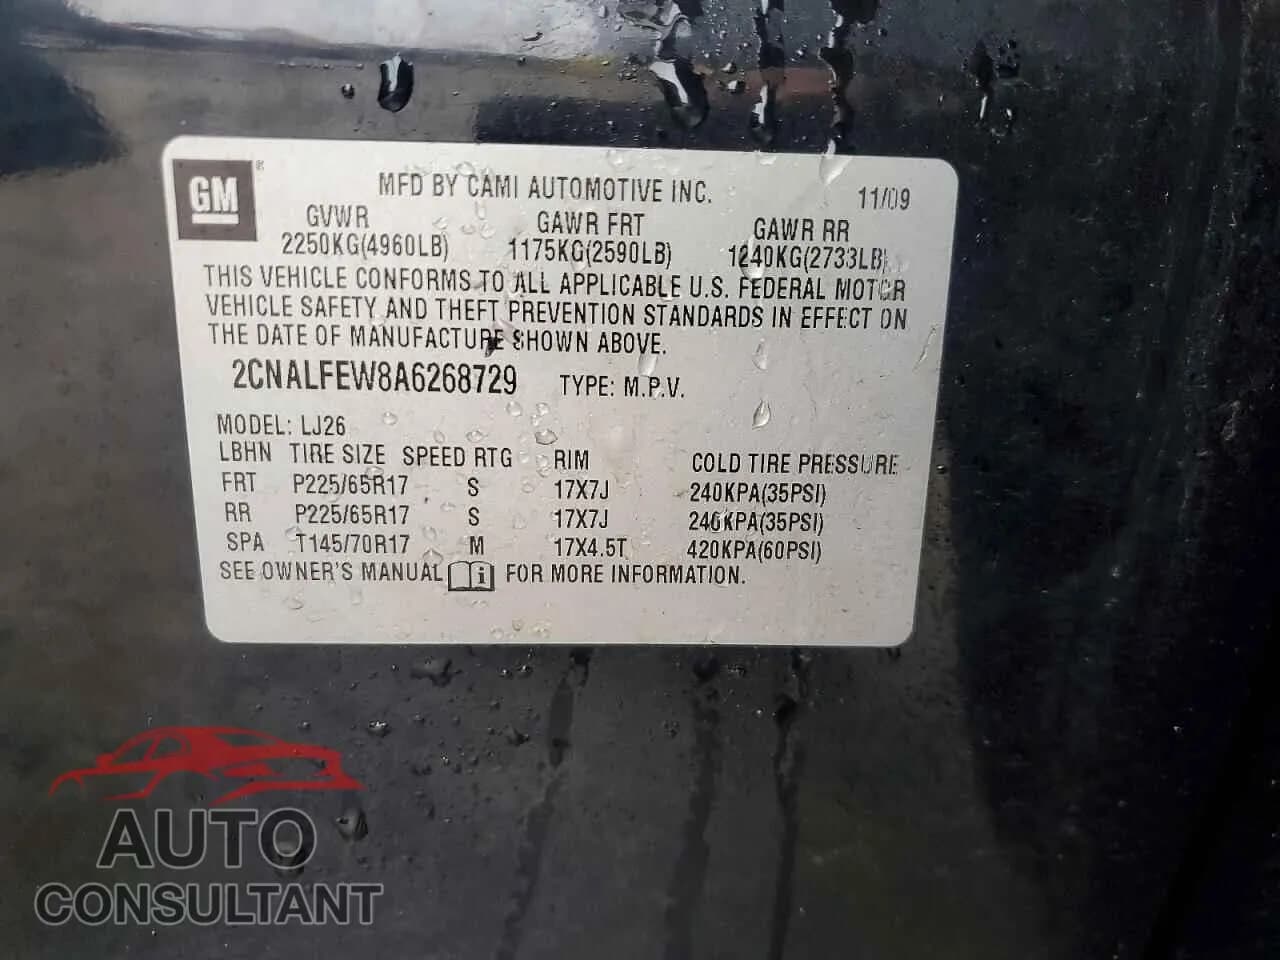 GM ® MFD BY CAMI AUTOMOTIVE INC. 11/09
GVWR GAWR FRT GAWR RR
2250KG(4960LB) 1175KG(2590LB) 1240KG(2733LB)
THIS VEHICLE CONFORMS TO ALL APPLICABLE U.S. FEDERAL MOTOR
VEHICLE SAFETY AND THEFT PREVENTION STANDARDS IN EFFECT ON
THE DATE OF MANUFACTURE SHOWN ABOVE.
2CNALFEW8A6268729 TYPE: M.P.V.
MODEL: LJ26
LBHN TIRE SIZE SPEED RTG RIM COLD TIRE PRESSURE
FRT P225/65R17 S 17X7J 240KPA(35PSI)
RR P225/65R17 S 17X7J 240KPA(35PSI)
SPA T145/70R17 M 17X4.5T 420KPA(60PSI)
SEE OWNER'S MANUAL i FOR MORE INFORMATION.
AUTO
CONSULTANT